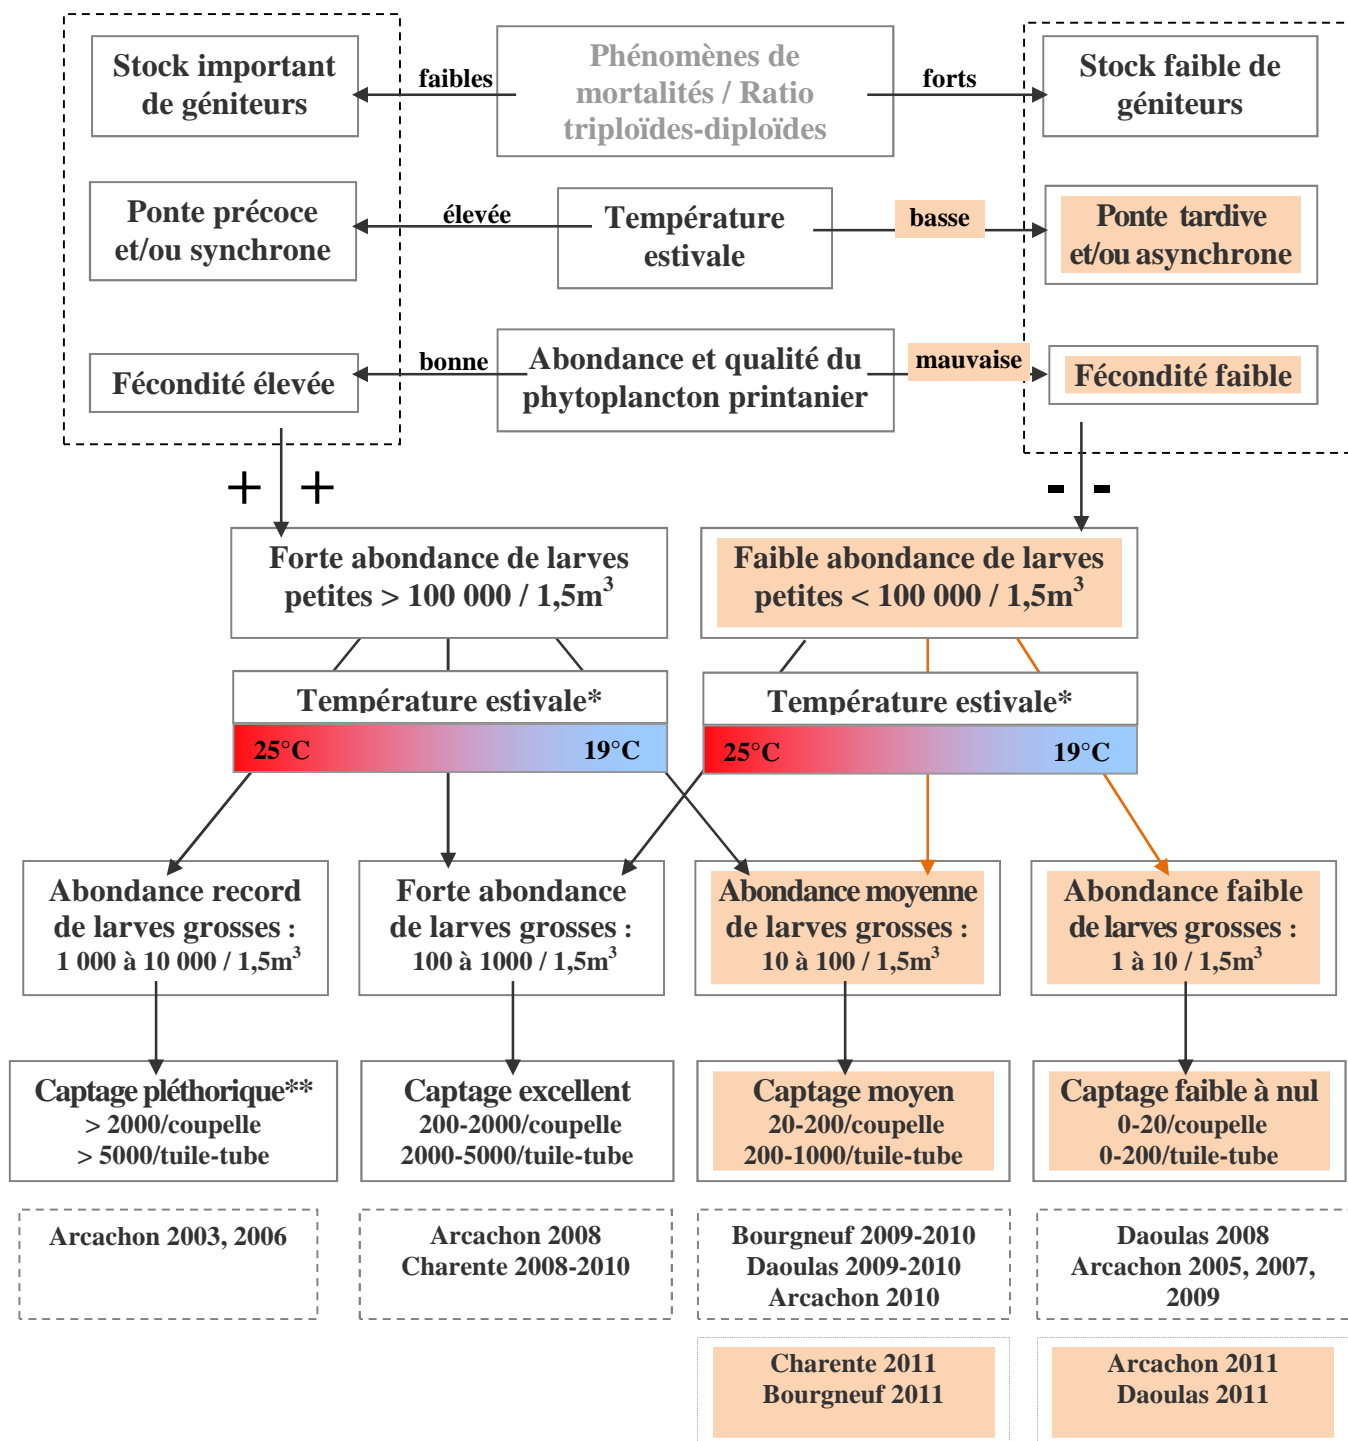 Stock important
de géniteurs
faibles
Phénomènes de
mortalités / Ratio
triploïdes-diploïdes
forts
Stock faible de
géniteurs
Ponte précoce
et/ou synchrone
élevée
Température
estivale
basse
Ponte tardive
et/ou asynchrone
Fécondité élevée
bonne
Abondance et qualité du
phytoplancton printanier
mauvaise
Fécondité faible
+ +
- -
Forte abondance de larves
petites > 100 000 / 1,5m³
Faible abondance de larves
petites < 100 000 / 1,5m³
Température estivale*
25°C 19°C
Température estivale*
25°C 19°C
Abondance record
de larves grosses :
1 000 à 10 000 / 1,5m³
Forte abondance
de larves grosses :
100 à 1000 / 1,5m³
Abondance moyenne
de larves grosses :
10 à 100 / 1,5m³
Abondance faible
de larves grosses :
1 à 10 / 1,5m³
Captage pléthorique**
> 2000/coupelle
> 5000/tuile-tube
Captage excellent
200-2000/coupelle
2000-5000/tuile-tube
Captage moyen
20-200/coupelle
200-1000/tuile-tube
Captage faible à nul
0-20/coupelle
0-200/tuile-tube
Arcachon 2003, 2006
Arcachon 2008
Charente 2008-2010
Bourgneuf 2009-2010
Daoulas 2009-2010
Arcachon 2010
Daoulas 2008
Arcachon 2005, 2007,
2009
Charente 2011
Bourgneuf 2011
Arcachon 2011
Daoulas 2011